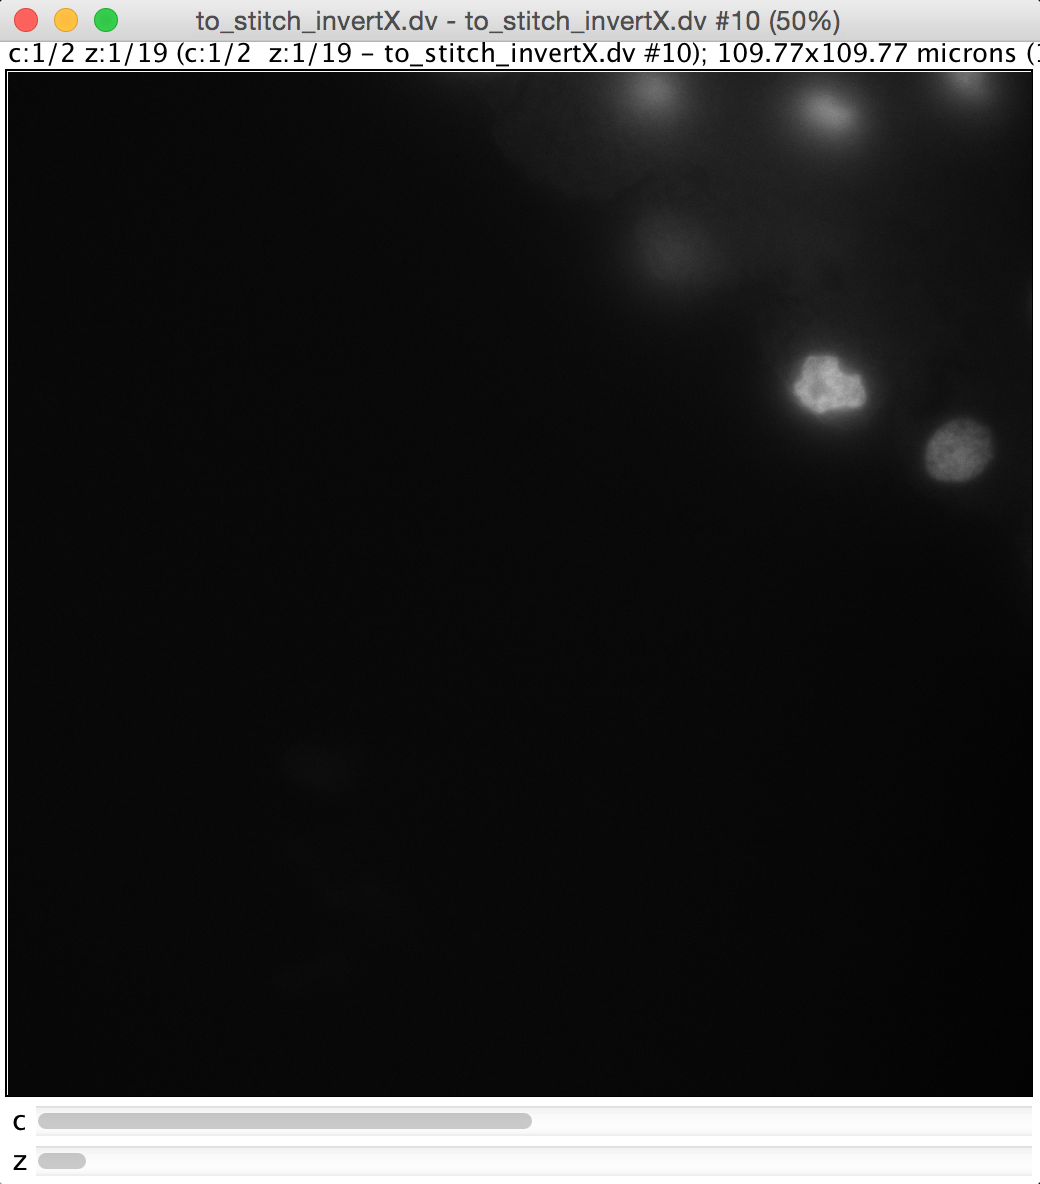 to_stitch_invertX.dv - to_stitch_invertX.dv #10 (50%)
c:1/2 z:1/19 (c:1/2 z:1/19 - to_stitch_invertX.dv #10); 109.77x109.77 microns (
c
z